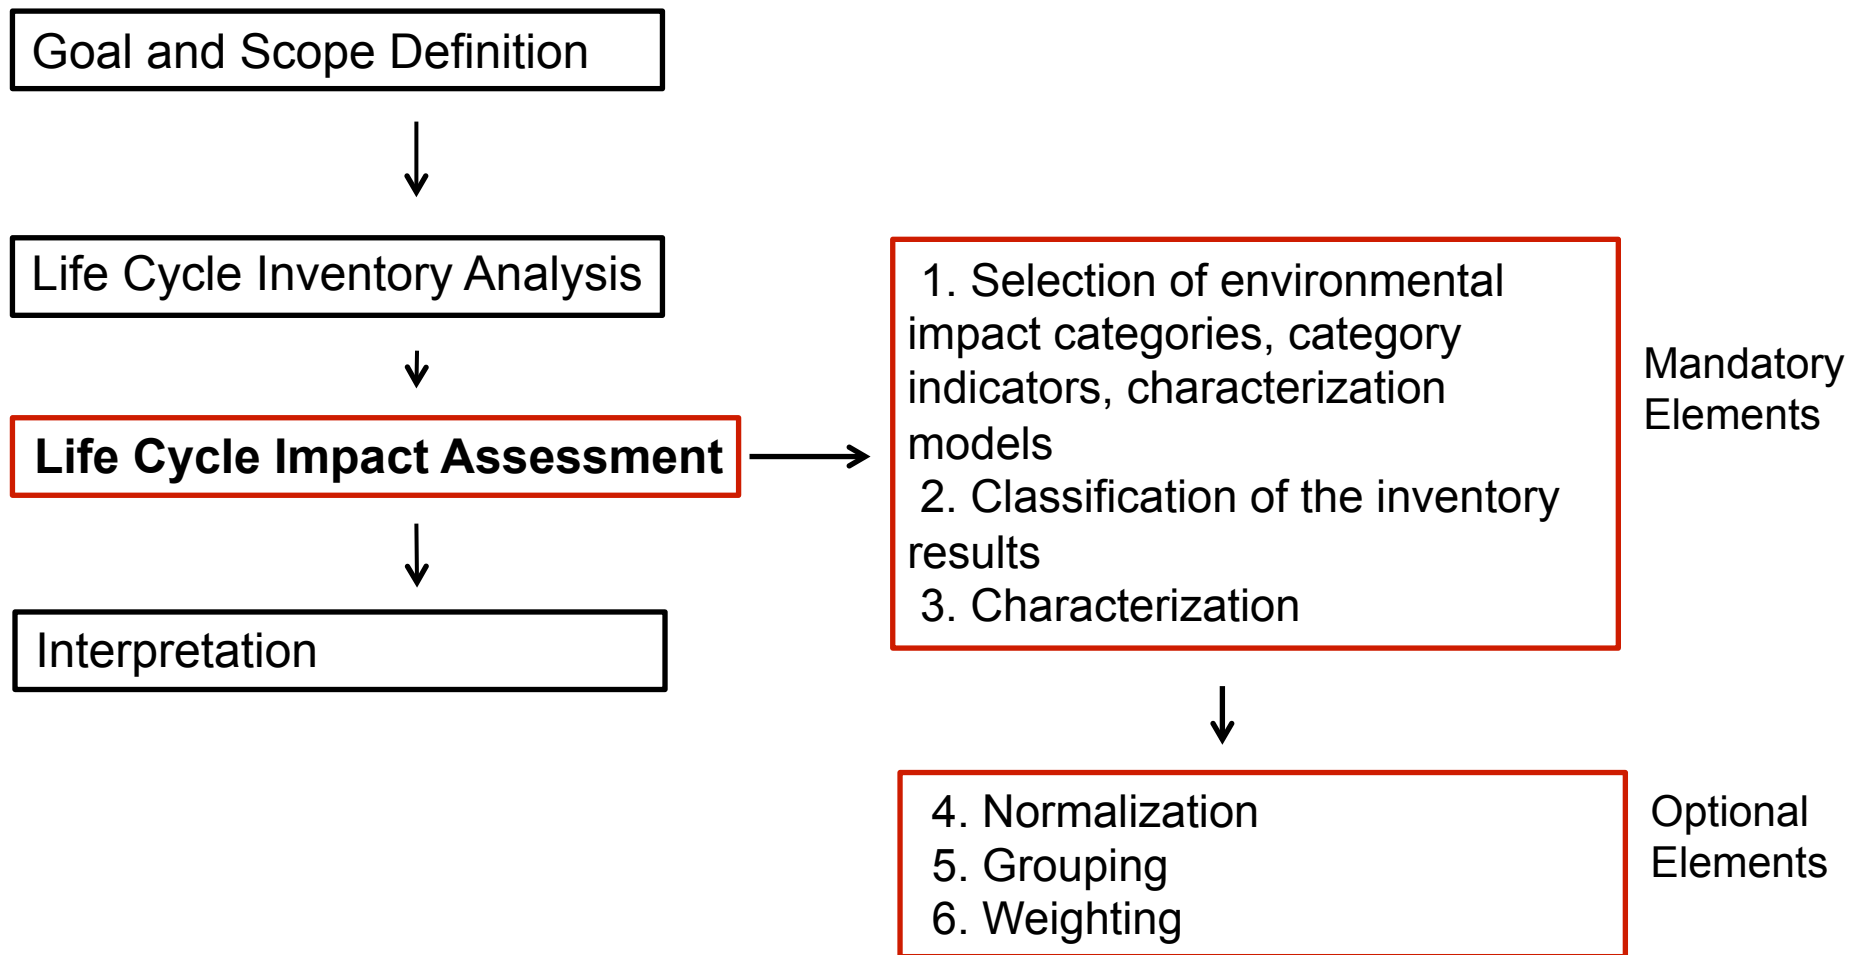 Goal and Scope Definition
Life Cycle Inventory Analysis
Life Cycle Impact Assessment
Interpretation
1. Selection of environmental
impact categories, category
indicators, characterization
models
2. Classification of the inventory
results
3. Characterization
Mandatory
Elements
4. Normalization
5. Grouping
6. Weighting
Optional
Elements